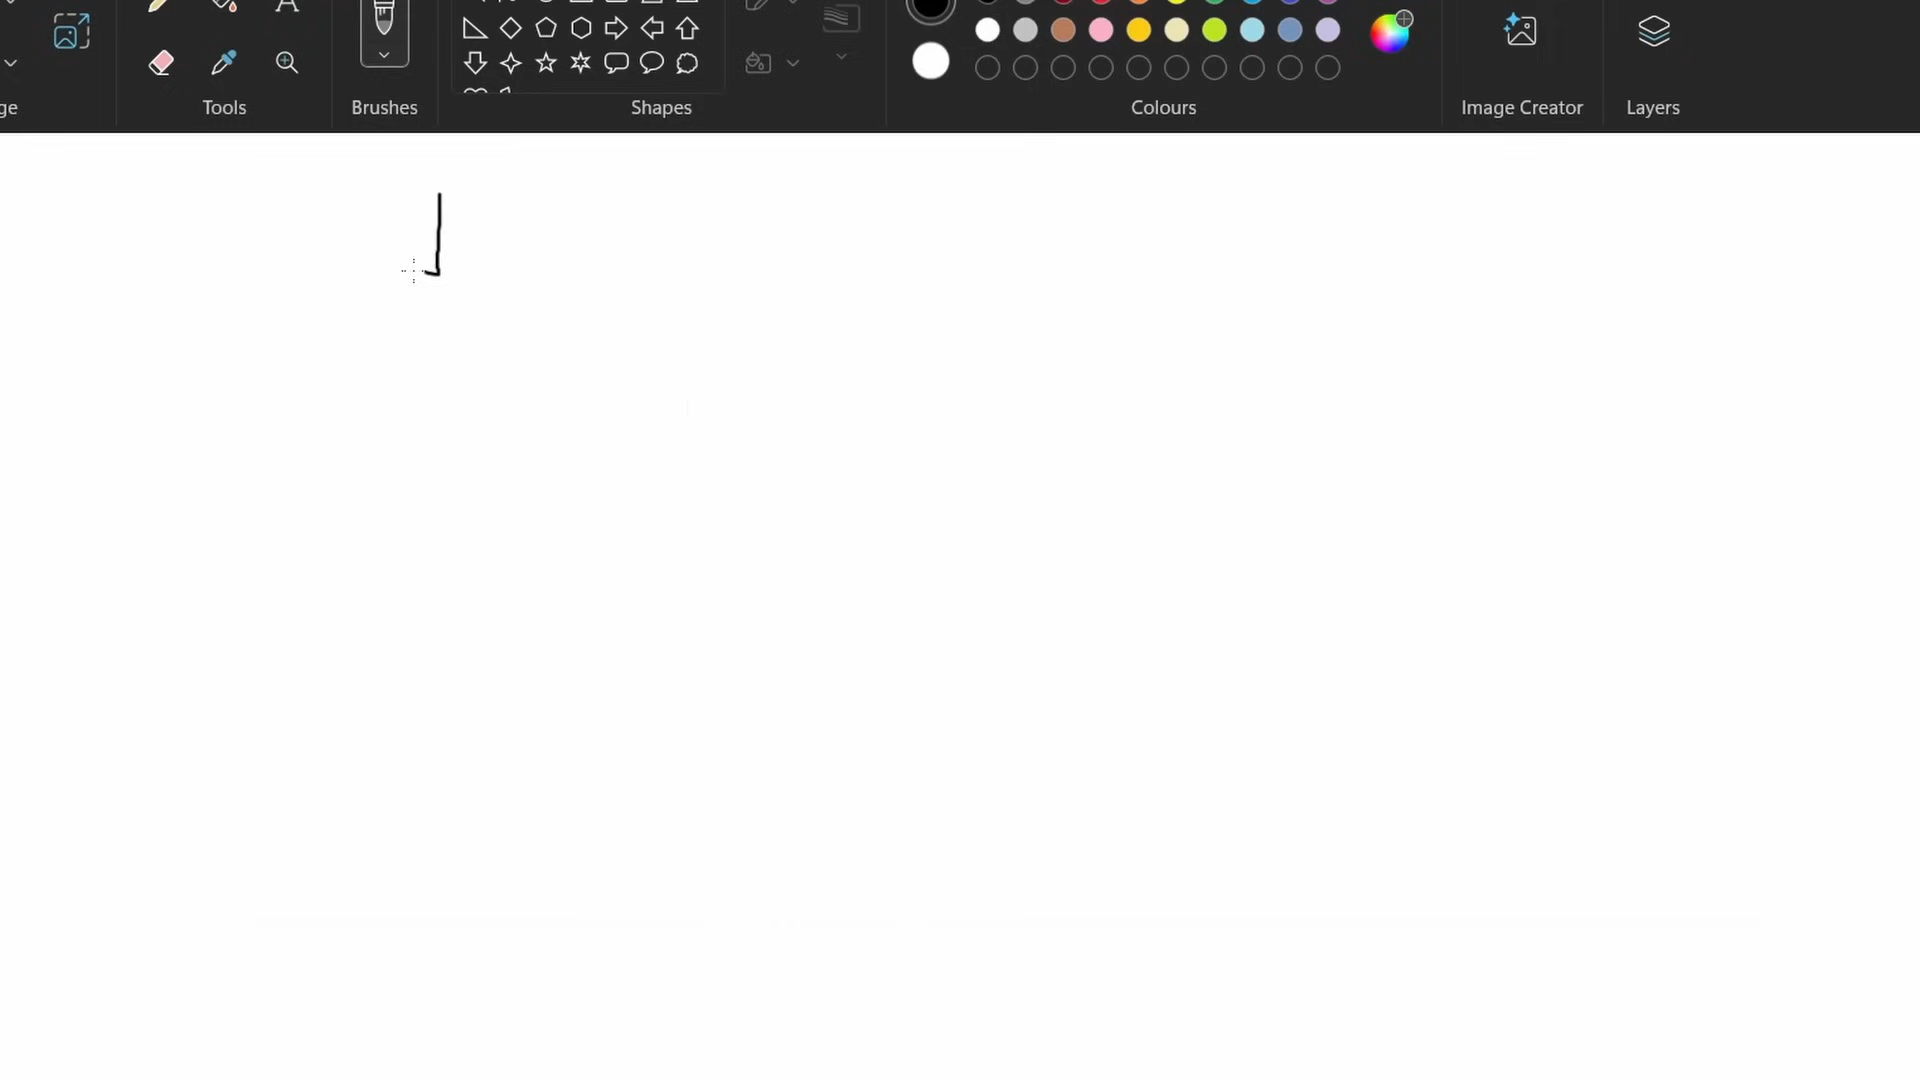 ge
Tools
Brushes
Shapes
Colours
Image Creator
Layers